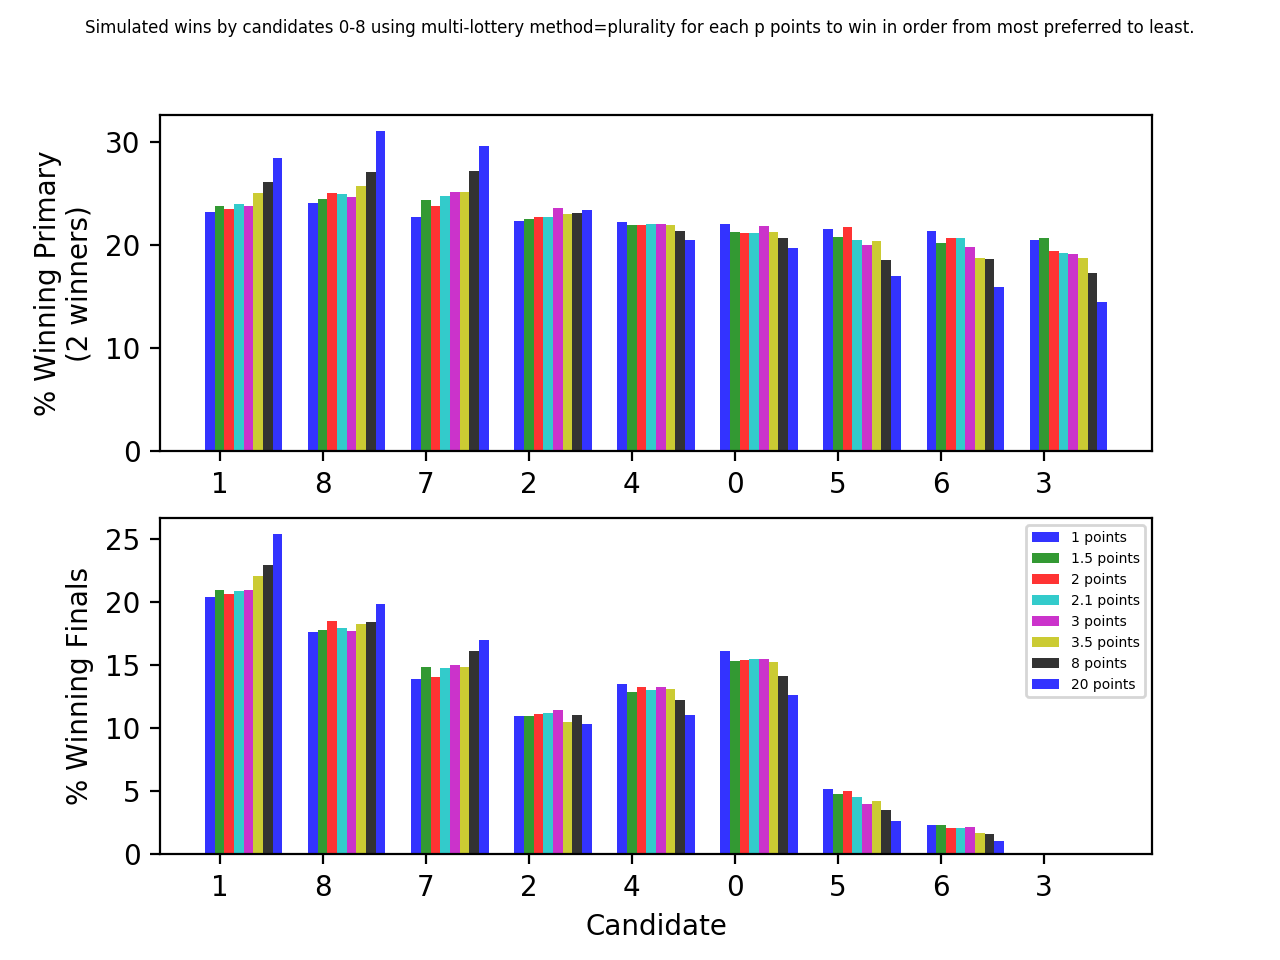 Simulated wins by candidates 0-8 using multi-lottery method=plurality for each p points to win in order from most preferred to least.
% Winning Primary
(2 winners)
30
20
10
0
1 8 7 2 4 0 5 6 3
% Winning Finals
25
20
15
10
5
0
1 points
1.5 points
2 points
2.1 points
3 points
3.5 points
8 points
20 points
1 8 7 2 4 0 5 6 3
Candidate